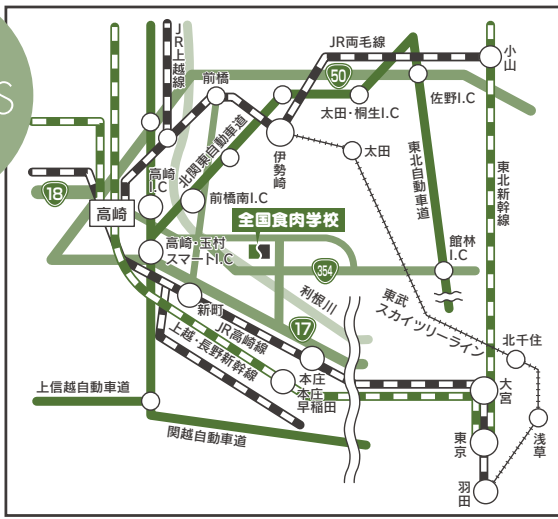 S
JR上越線
JR両毛線
小山
前橋
50
太田・桐生I.C
佐野I.C
北関東自動車道
伊勢崎
太田
東北自動車道
東北新幹線
18
高崎
I.C
高崎
前橋南I.C
全国食肉学校
高崎・玉村
スマートI.C
354
館林
I.C
利根川
東武
スカイツリーライン
新町
17
JR高崎線
上越・長野新幹線
北千住
本庄
本庄
早稲田
大宮
上信越自動車道
関越自動車道
東京
浅草
羽田